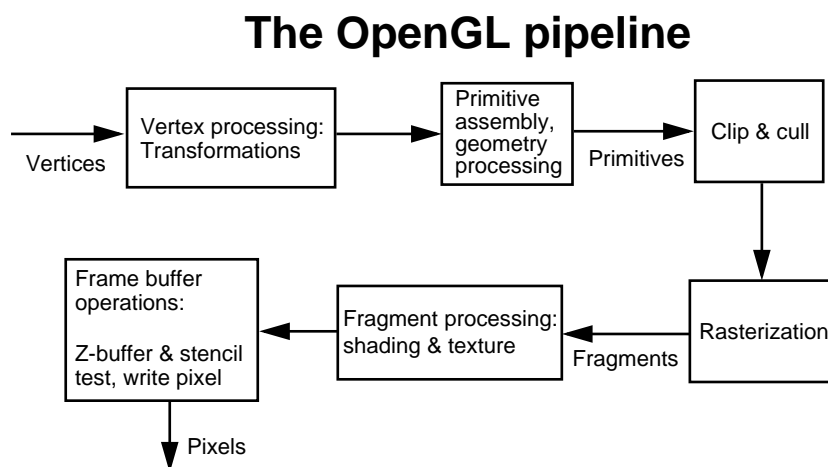 The OpenGL pipeline
Vertices
Vertex processing:
Transformations
Primitive
assembly,
geometry
processing
Primitives
Clip & cull
Rasterization
Fragments
Fragment processing:
shading & texture
Frame buffer
operations:
Z-buffer & stencil
test, write pixel
Pixels